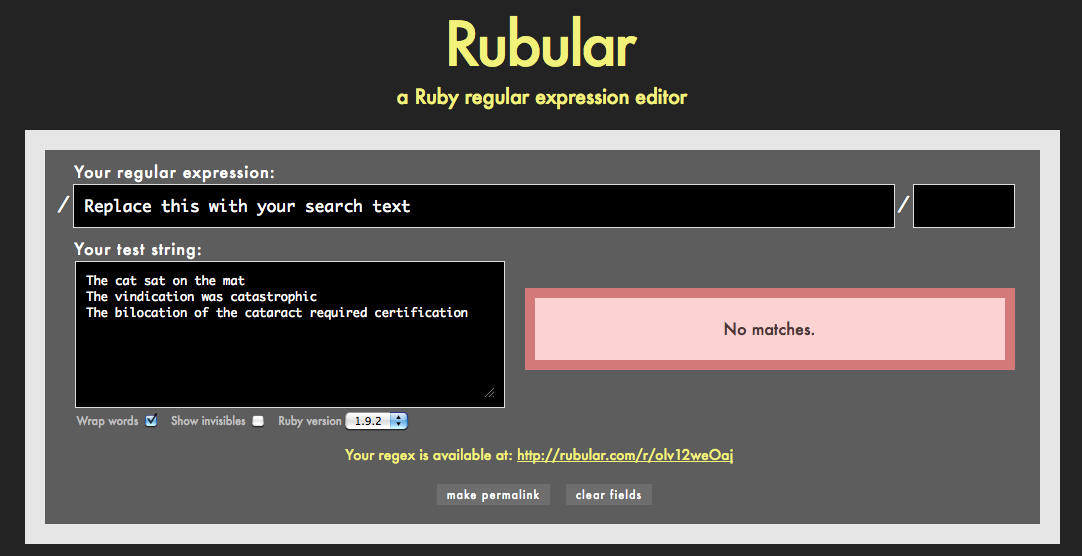 Rubular
a Ruby regular expression editor
Your regular expression:
/ Replace this with your search text /
Your test string:
The cat sat on the mat
The vindication was catastrophic
The bilocation of the cataract required certification
No matches.
Wrap words Show invisibles Ruby version 1.9.2
Your regex is available at: http://rubular.com/r/olv12weOaj
make permalink clear fields